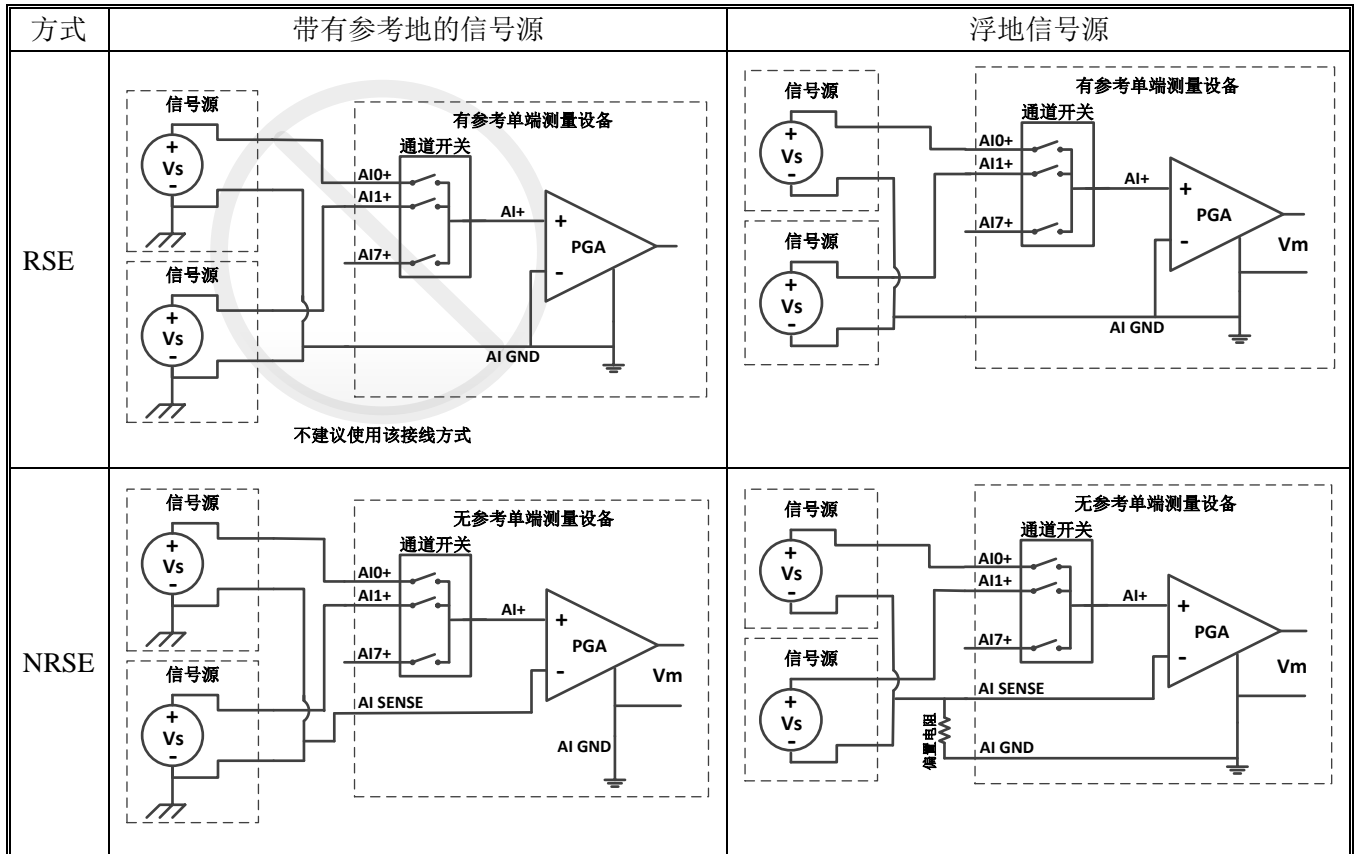 方式
带有参考地的信号源
浮地信号源
RSE
信号源
+
Vs
-
信号源
+
Vs
-
有参考单端测量设备
通道开关
AI0+
AI1+
AI7+
AI+
+
PGA
-
AI GND
不建议使用该接线方式
信号源
+
Vs
-
信号源
+
Vs
-
有参考单端测量设备
通道开关
AI0+
AI1+
AI7+
AI+
+
PGA
-
Vm
AI GND
NRSE
信号源
+
Vs
-
信号源
+
Vs
-
无参考单端测量设备
通道开关
AI0+
AI1+
AI7+
AI+
+
PGA
-
Vm
AI SENSE
AI GND
信号源
+
Vs
-
信号源
+
Vs
-
无参考单端测量设备
通道开关
AI0+
AI1+
AI7+
AI+
+
PGA
-
Vm
AI SENSE
偏置电阻
AI GND